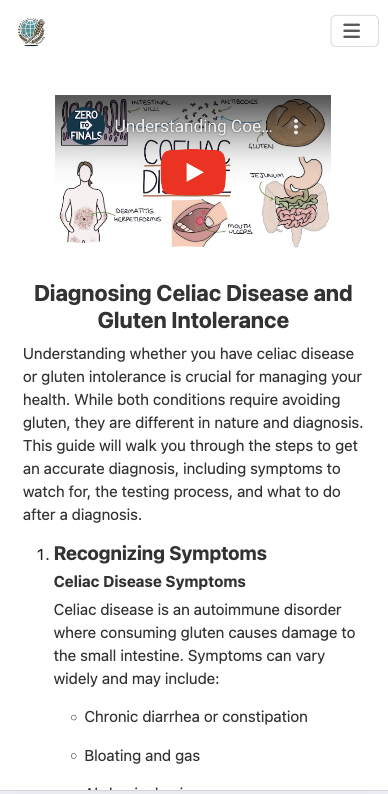 ZERO
TO
FINALS
INTESTINAL
VILLI
ANTIBODIES
Understanding Coe...
COELIAC
GLUTEN
JEJUNUM
DERMATITIS
HERPETIFORMIS
MOUTH
ULCERS
Diagnosing Celiac Disease and
Gluten Intolerance
Understanding whether you have celiac disease
or gluten intolerance is crucial for managing your
health. While both conditions require avoiding
gluten, they are different in nature and diagnosis.
This guide will walk you through the steps to get
an accurate diagnosis, including symptoms to
watch for, the testing process, and what to do
after a diagnosis.
1. Recognizing Symptoms
Celiac Disease Symptoms
Celiac disease is an autoimmune disorder
where consuming gluten causes damage to
the small intestine. Symptoms can vary
widely and may include:
Chronic diarrhea or constipation
Bloating and gas